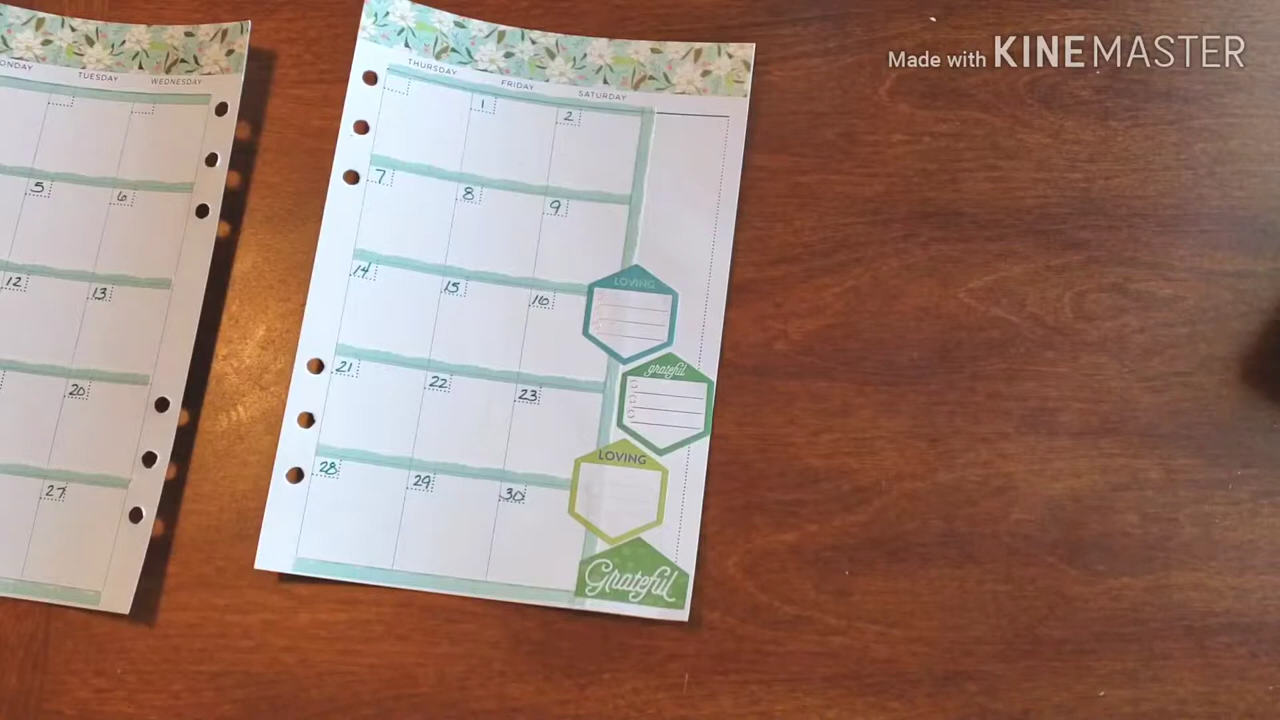 Made with KINEMASTER
ONDAY TUESDAY WEDNESDAY
5 6
12 13
20
27
THURSDAY FRIDAY SATURDAY
1 2
7 8 9
14 15 16
21 22 23
28 29 30
LOVING
grateful
LOVING
Grateful